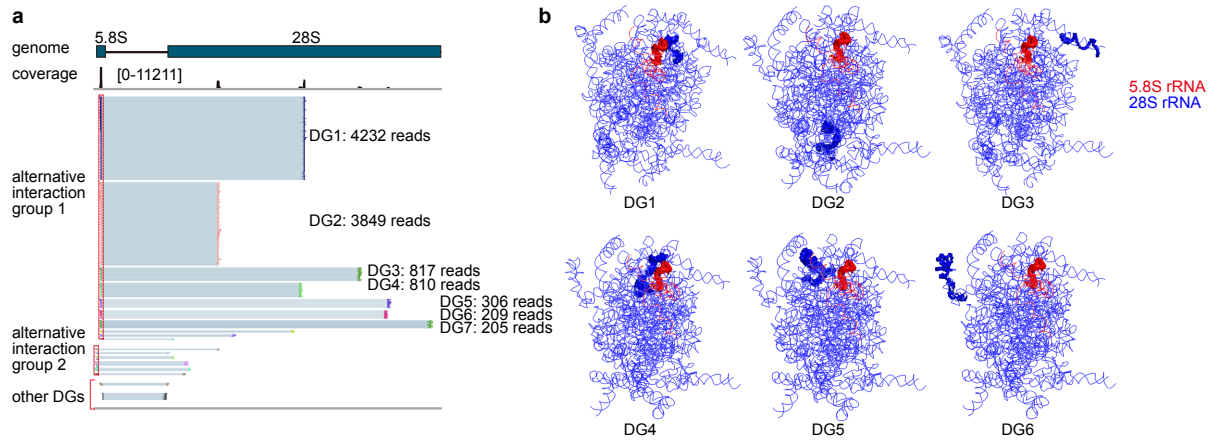 a
5.8S
28S
genome
coverage
[0-11211]
DG1: 4232 reads
alternative
interaction
group 1
DG2: 3849 reads
DG3: 817 reads
DG4: 810 reads
DG5: 306 reads
DG6: 209 reads
DG7: 205 reads
alternative
interaction
group 2
other DGs
b
5.8S rRNA
28S rRNA
DG1
DG2
DG3
DG4
DG5
DG6